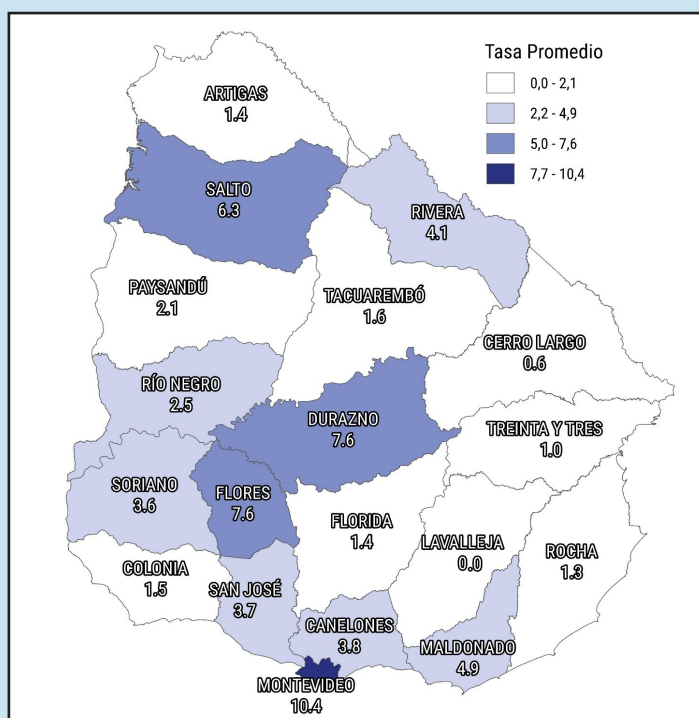 Tasa Promedio
0,0 - 2,1
2,2 - 4,9
5,0 - 7,6
7,7 - 10,4
ARTIGAS
1.4
SALTO
6.3
RIVERA
4.1
PAYSANDÚ
2.1
TACUAREMBÓ
1.6
CERRO LARGO
0.6
RÍO NEGRO
2.5
DURAZNO
7.6
TREINTA Y TRES
1.0
SORIANO
3.6
FLORES
7.6
FLORIDA
1.4
LAVALLEJA
0.0
ROCHA
1.3
COLONIA
1.5
SAN JOSÉ
3.7
CANELONES
3.8
MALDONADO
4.9
MONTEVIDEO
10.4